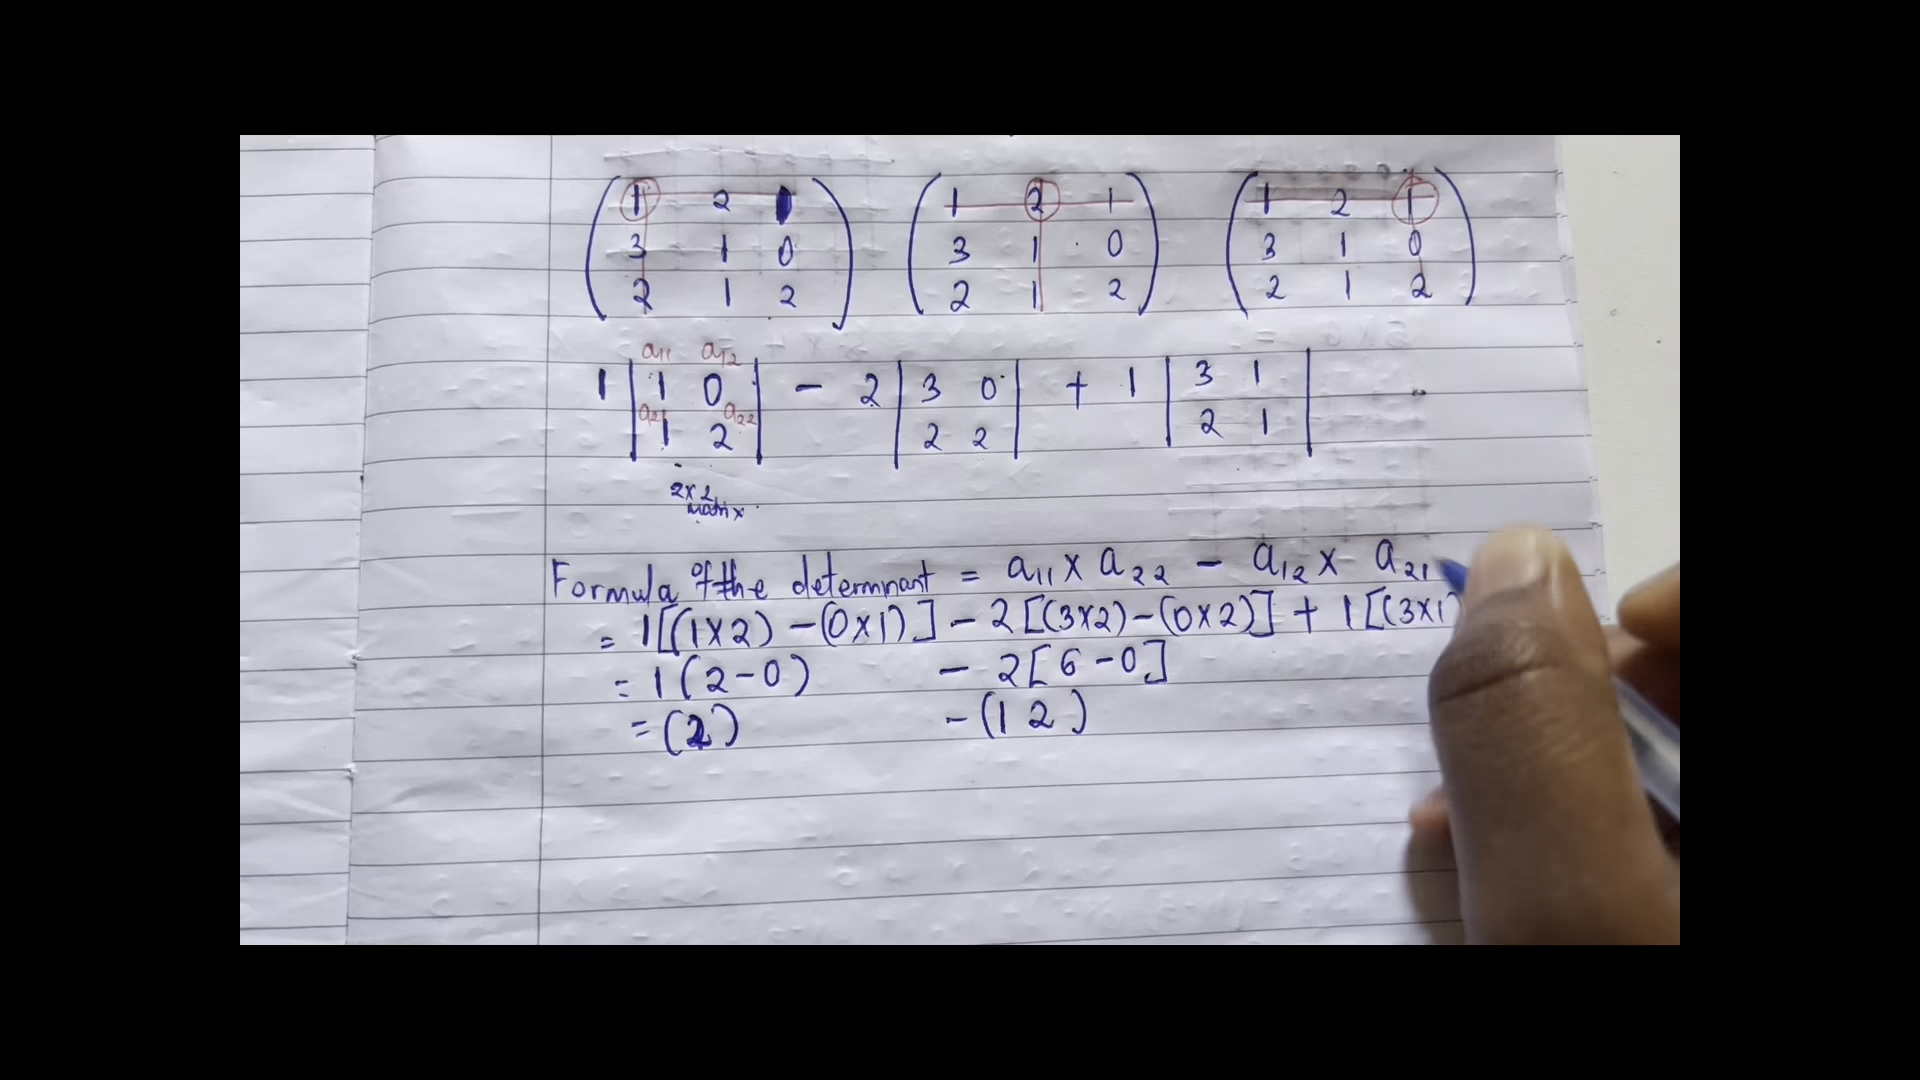 1 2 1 2 1 1 2 1
3 1 0 3 1 0 3 1 0
2 1 2 2 1 2 2 1 2
a11 a12
1 | 1 0 | - 2 | 3 0 | + 1 | 3 1 |
a21 a22
| 1 2 | | 2 2 | | 2 1 |
2x2
matrix
Formula of the determnant = a11 x a22 - a12 x a21
= 1[(1x2) - (0x1)] - 2[(3x2)-(0x2)] + 1[(3x1)
= 1(2-0) - 2[6-0]
= (2) - (12)